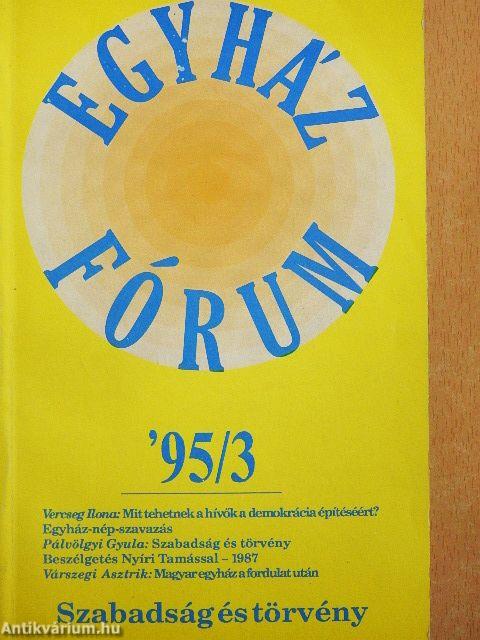 EGYHÁZ
FÓRUM
'95/3
Vercseg Ilona: Mit tehetnek a hívők a demokrácia építéséért?
Egyház-nép-szavazás
Pálvölgyi Gyula: Szabadság és törvény
Beszélgetés Nyíri Tamással – 1987
Várszegi Asztrik: Magyar egyház a fordulat után
Szabadság és törvény
Antikvárium.hu